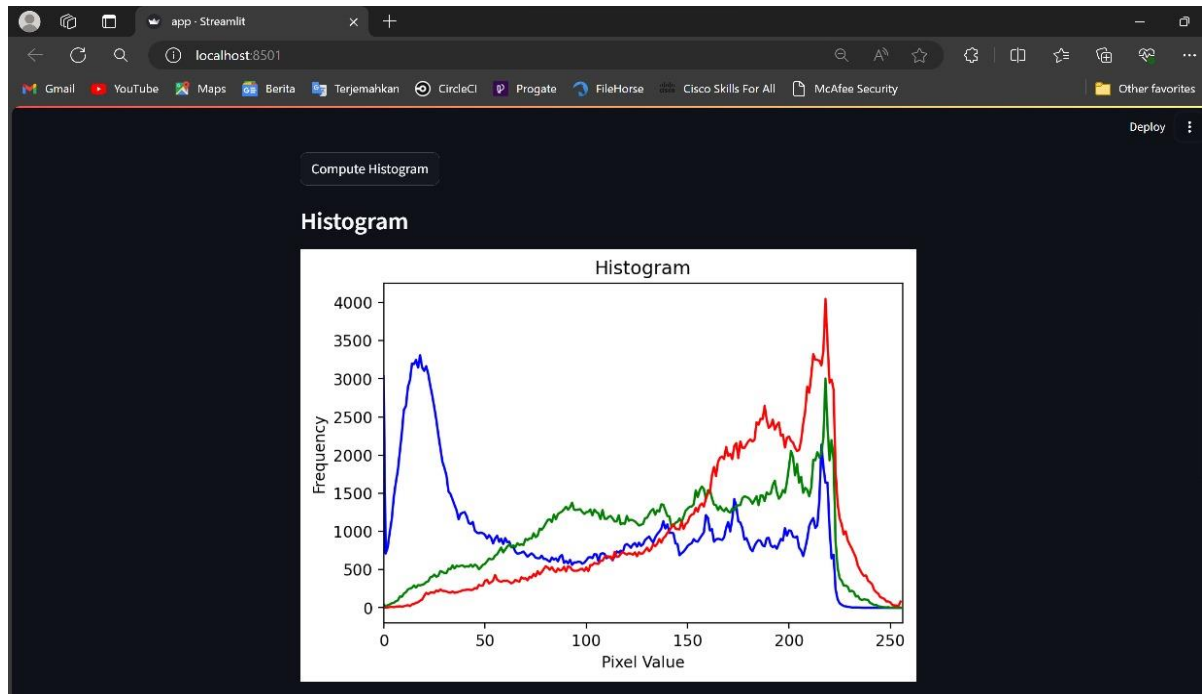 app - Streamlit
localhost:8501
Gmail YouTube Maps Berita Terjemahkan CircleCI Progate FileHorse Cisco Skills For All McAfee Security Other favorites
Deploy
Compute Histogram
Histogram
Histogram
4000
3500
3000
2500
2000
1500
1000
500
0
Frequency
0 50 100 150 200 250
Pixel Value